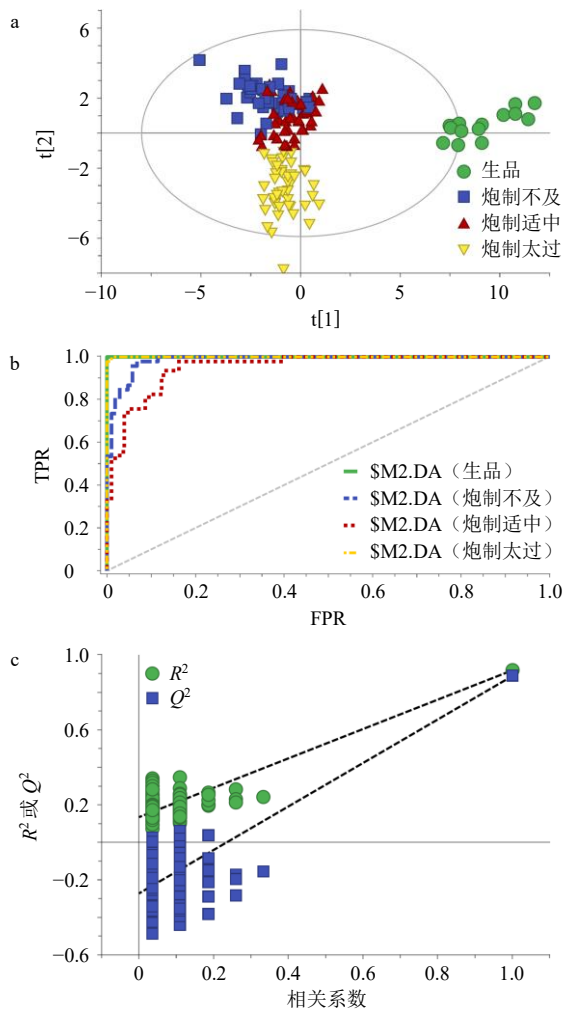 a
6
2
−2
−6
t[2]
−10
−5
0
5
10
t[1]
生品
炮制不及
炮制适中
炮制太过
b
1.0
0.8
0.6
0.4
0.2
0
TPR
0.2
0.4
0.6
0.8
1.0
FPR
$M2.DA（生品）
$M2.DA（炮制不及）
$M2.DA（炮制适中）
$M2.DA（炮制太过）
c
1.0
0.6
0.2
−0.2
−0.6
R² 或 Q²
R²
Q²
0
0.2
0.4
0.6
0.8
1.0
相关系数